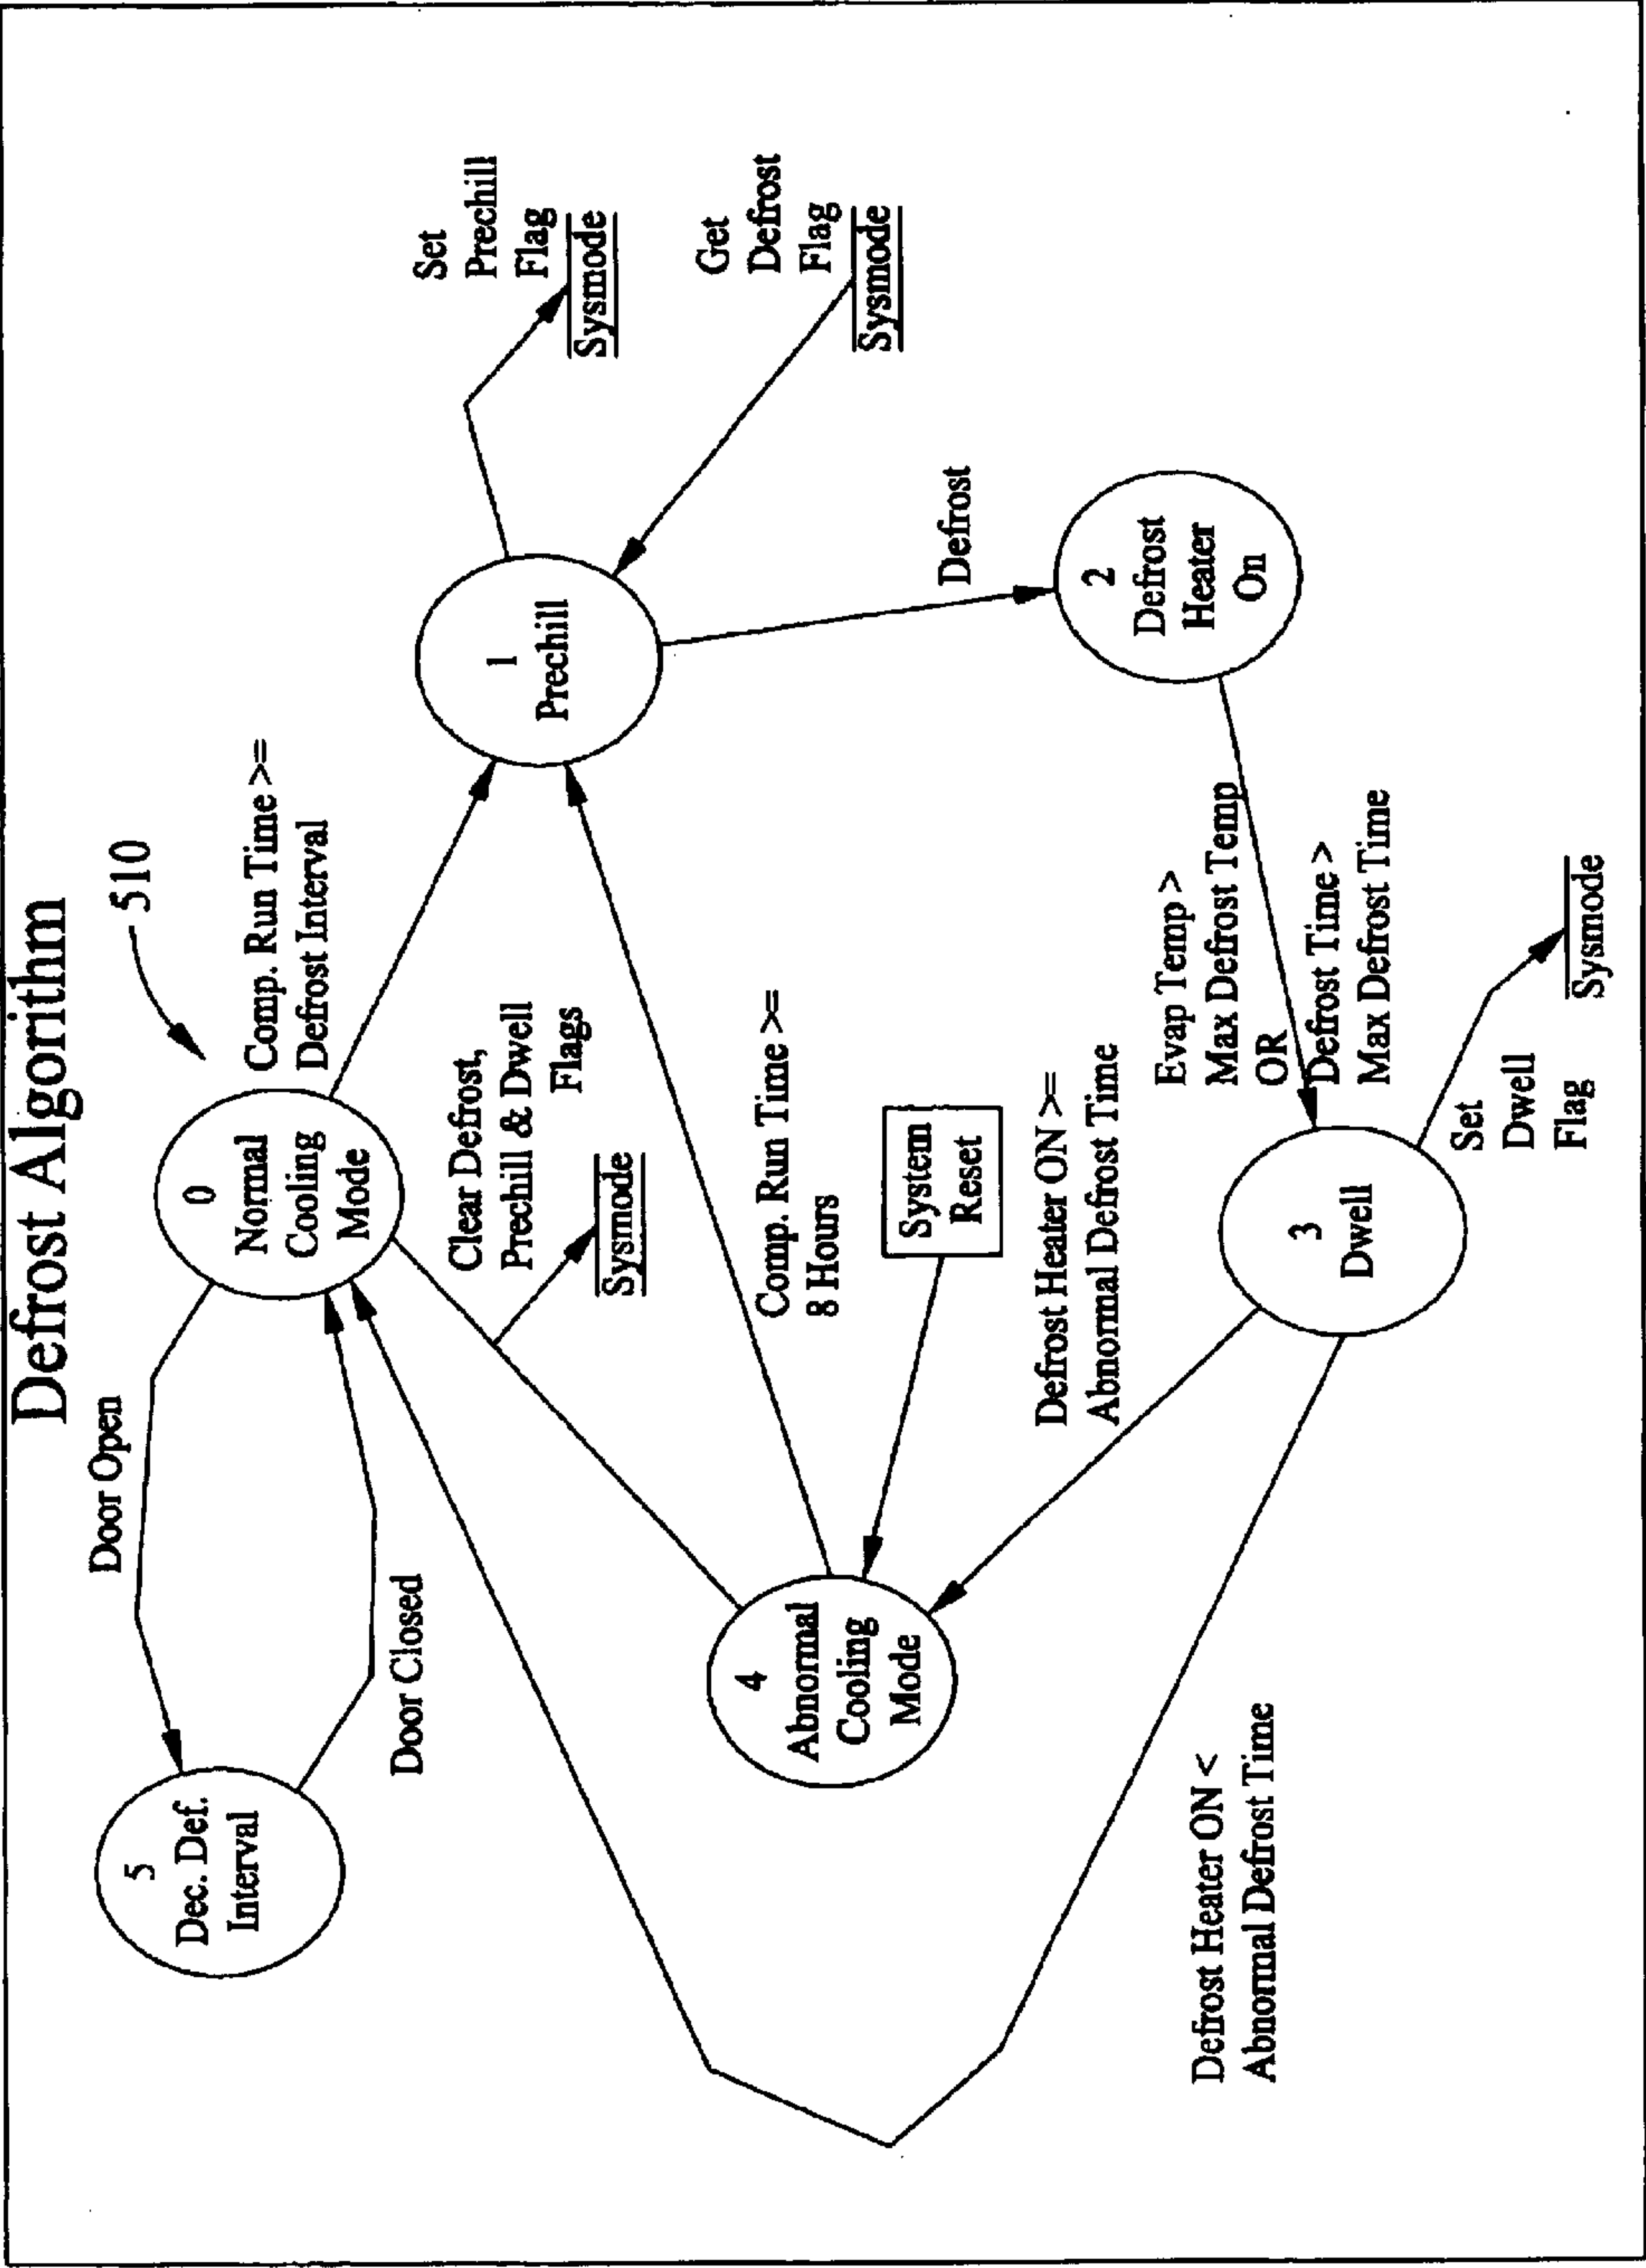 Defrost Algorithm
510
Door Open
Door Closed
5
Dec. Def.
Interval
0
Normal
Cooling
Mode
Comp. Run Time >=
Defrost Interval
Set
Prechill
Flag
Sysmode
Get
Defrost
Flag
Sysmode
1
Prechill
Clear Defrost,
Prechill & Dwell
Flags
Sysmode
Comp. Run Time >=
8 Hours
System
Reset
4
Abnormal
Cooling
Mode
Defrost
2
Defrost
Heater
On
Defrost Heater ON >=
Abnormal Defrost Time
Evap Temp >
Max Defrost Temp
OR
Defrost Time >
Max Defrost Time
3
Dwell
Set
Dwell
Flag
Sysmode
Defrost Heater ON <
Abnormal Defrost Time